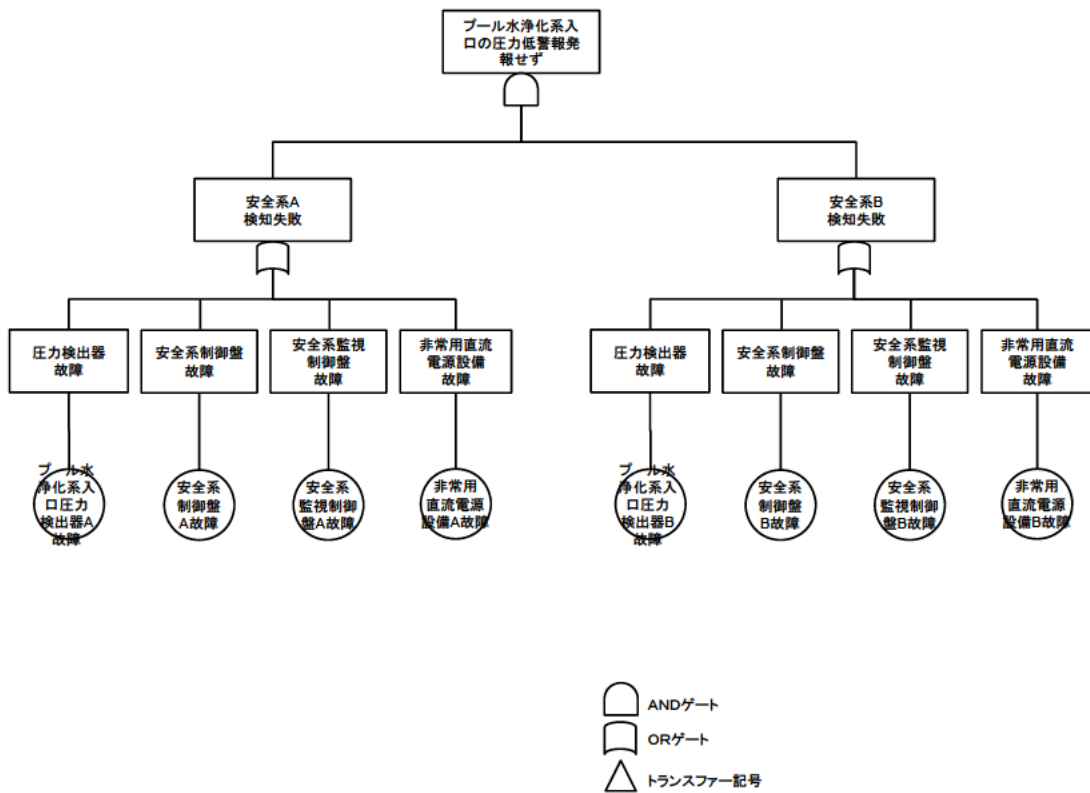 プール水浄化系入
口の圧力低警報発
報せず
安全系A
検知失敗
安全系B
検知失敗
圧力検出器
故障
安全系制御盤
故障
安全系監視
制御盤
故障
非常用直流
電源設備
故障
圧力検出器
故障
安全系制御盤
故障
安全系監視
制御盤
故障
非常用直流
電源設備
故障
プール水
浄化系入
口圧力
検出器A
故障
安全系
制御盤
A故障
安全系
監視制御
盤A故障
非常用
直流電源
設備A故障
プール水
浄化系入
口圧力
検出器B
故障
安全系
制御盤
B故障
安全系
監視制御
盤B故障
非常用
直流電源
設備B故障
ANDゲート
ORゲート
トランスファー記号